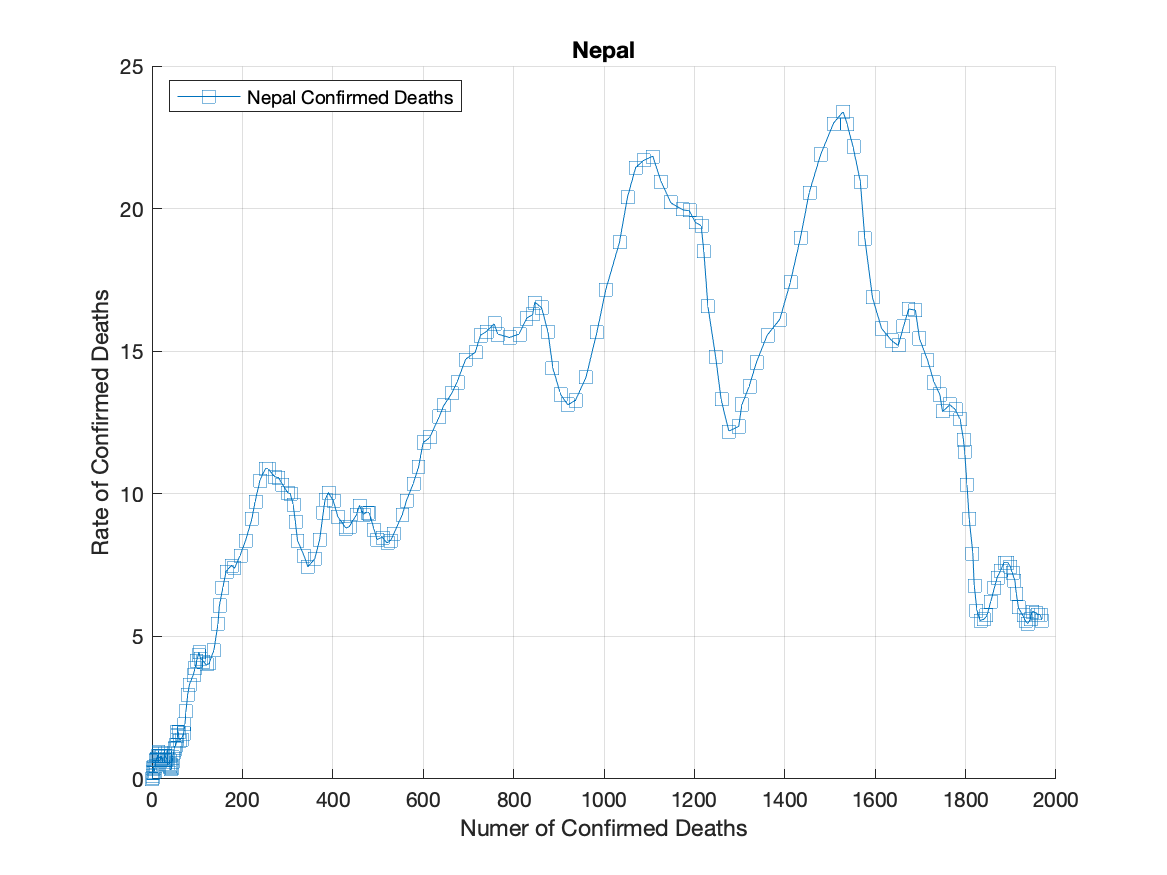 Nepal
Nepal Confirmed Deaths
25
20
15
10
5
0
Rate of Confirmed Deaths
0 200 400 600 800 1000 1200 1400 1600 1800 2000
Numer of Confirmed Deaths